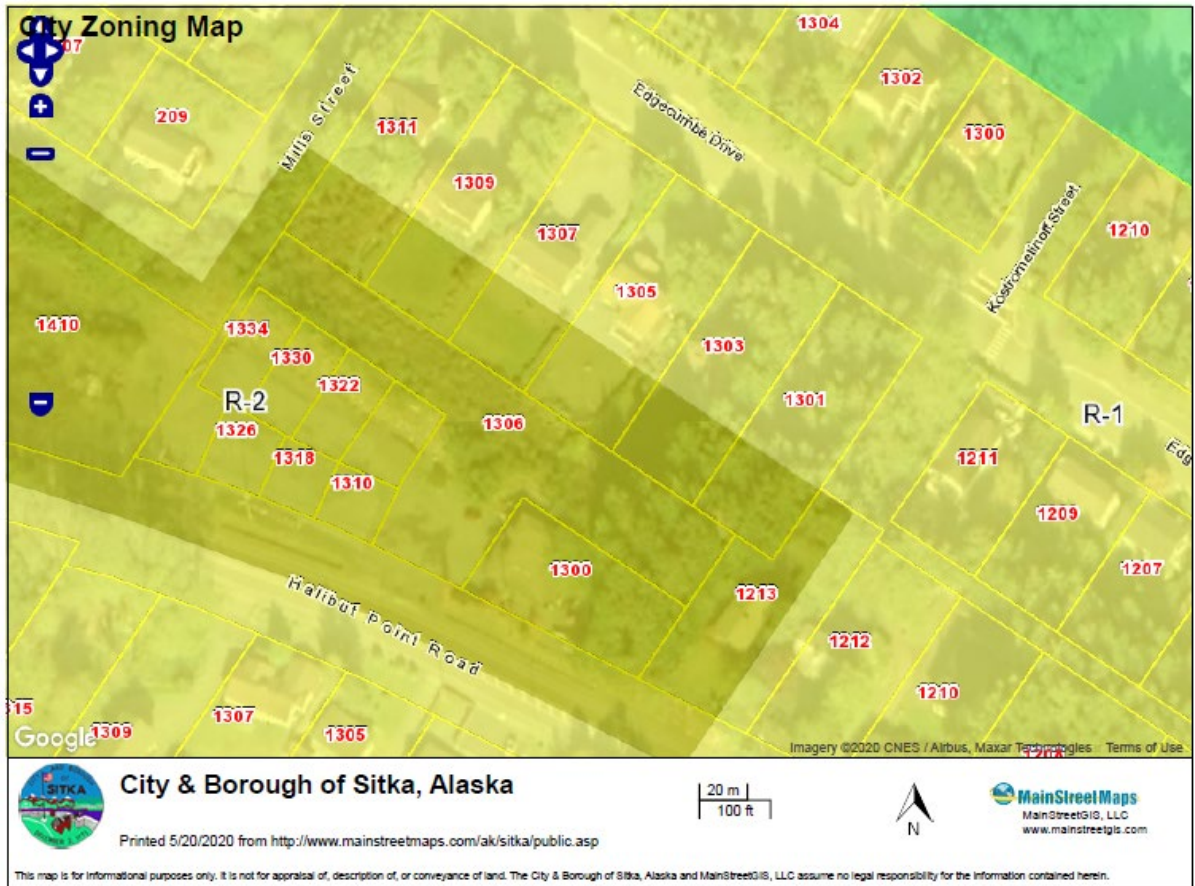 City Zoning Map
07
1304
1302
209
Mills Street
1311
Edgecumbe Drive
1300
1309
Kostrometinoff Street
1307
1210
1305
1410
1334
1303
1330
1322
R-2
1301
1306
R-1
1326
1318
1211
Edg
1310
1209
1300
1207
1213
Halibut Point Road
1212
1210
315
1309
1307
1305
Google
Imagery ©2020 CNES / Airbus, Maxar Technologies
Terms of Use
1208
SITKA
City & Borough of Sitka, Alaska
20 m
100 ft
N
MainStreetMaps
MainStreetGIS, LLC
www.mainstreetgis.com
Printed 5/20/2020 from http://www.mainstreetmaps.com/ak/sitka/public.asp
This map is for informational purposes only. It is not for appraisal of, description of, or conveyance of land. The City & Borough of Sitka, Alaska and MainStreetGIS, LLC assume no legal responsibility for the information contained herein.